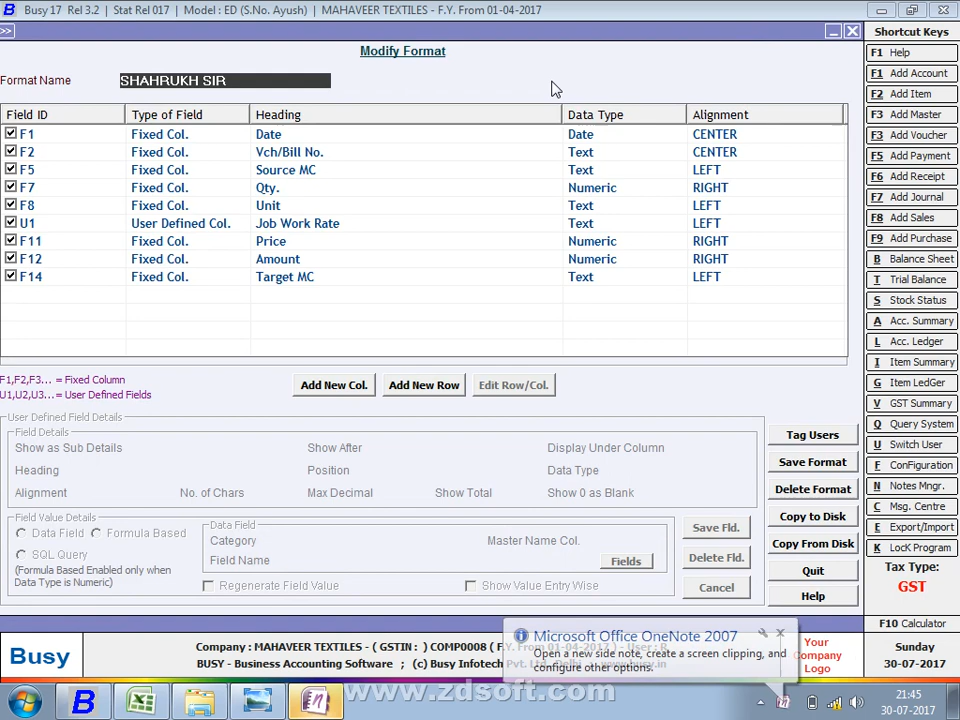 Busy 17 Rel 3.2 | Stat Rel 017 | Model : ED (S.No. Ayush) | MAHAVEER TEXTILES - F.Y. From 01-04-2017
>>
Modify Format
Format Name SHAHRUKH SIR
Field ID Type of Field Heading Data Type Alignment
F1 Fixed Col. Date Date CENTER
F2 Fixed Col. Vch/Bill No. Text CENTER
F5 Fixed Col. Source MC Text LEFT
F7 Fixed Col. Qty. Numeric RIGHT
F8 Fixed Col. Unit Text LEFT
U1 User Defined Col. Job Work Rate Text LEFT
F11 Fixed Col. Price Numeric RIGHT
F12 Fixed Col. Amount Numeric RIGHT
F14 Fixed Col. Target MC Text LEFT
F1,F2,F3... = Fixed Column
U1,U2,U3... = User Defined Fields
Add New Col. Add New Row Edit Row/Col.
User Defined Field Details
Field Details
Show as Sub Details Show After Display Under Column
Heading Position Data Type
Alignment No. of Chars Max Decimal Show Total Show 0 as Blank
Field Value Details
Data Field Formula Based
SQL Query
(Formula Based Enabled only when
Data Type is Numeric)
Data Field
Category Master Name Col.
Field Name Fields
Regenerate Field Value Show Value Entry Wise
Save Fld.
Delete Fld.
Cancel
Tag Users
Save Format
Delete Format
Copy to Disk
Copy From Disk
Quit
Help
Shortcut Keys
F1 Help
F1 Add Account
F2 Add Item
F3 Add Master
F3 Add Voucher
F5 Add Payment
F6 Add Receipt
F7 Add Journal
F8 Add Sales
F9 Add Purchase
B Balance Sheet
T Trial Balance
S Stock Status
A Acc. Summary
L Acc. Ledger
I Item Summary
G Item LedGer
V GST Summary
Q Query System
U Switch User
F ConFiguration
N Notes Mngr.
C Msg. Centre
E Export/Import
K LocK Program
Tax Type:
GST
F10 Calculator
Sunday
30-07-2017
Busy
Company : MAHAVEER TEXTILES - ( GSTIN : ) COMP0008 ( F.Y. From 01-04-2017 ) - User : R
BUSY - Business Accounting Software ; (c) Busy Infotech Pvt. Ltd. Delhi www.busy.in
Your
Company
Logo
Microsoft Office OneNote 2007
Open a new side note, create a screen clipping, and
configure other options.
www.zdsoft.com
21:45
30-07-2017